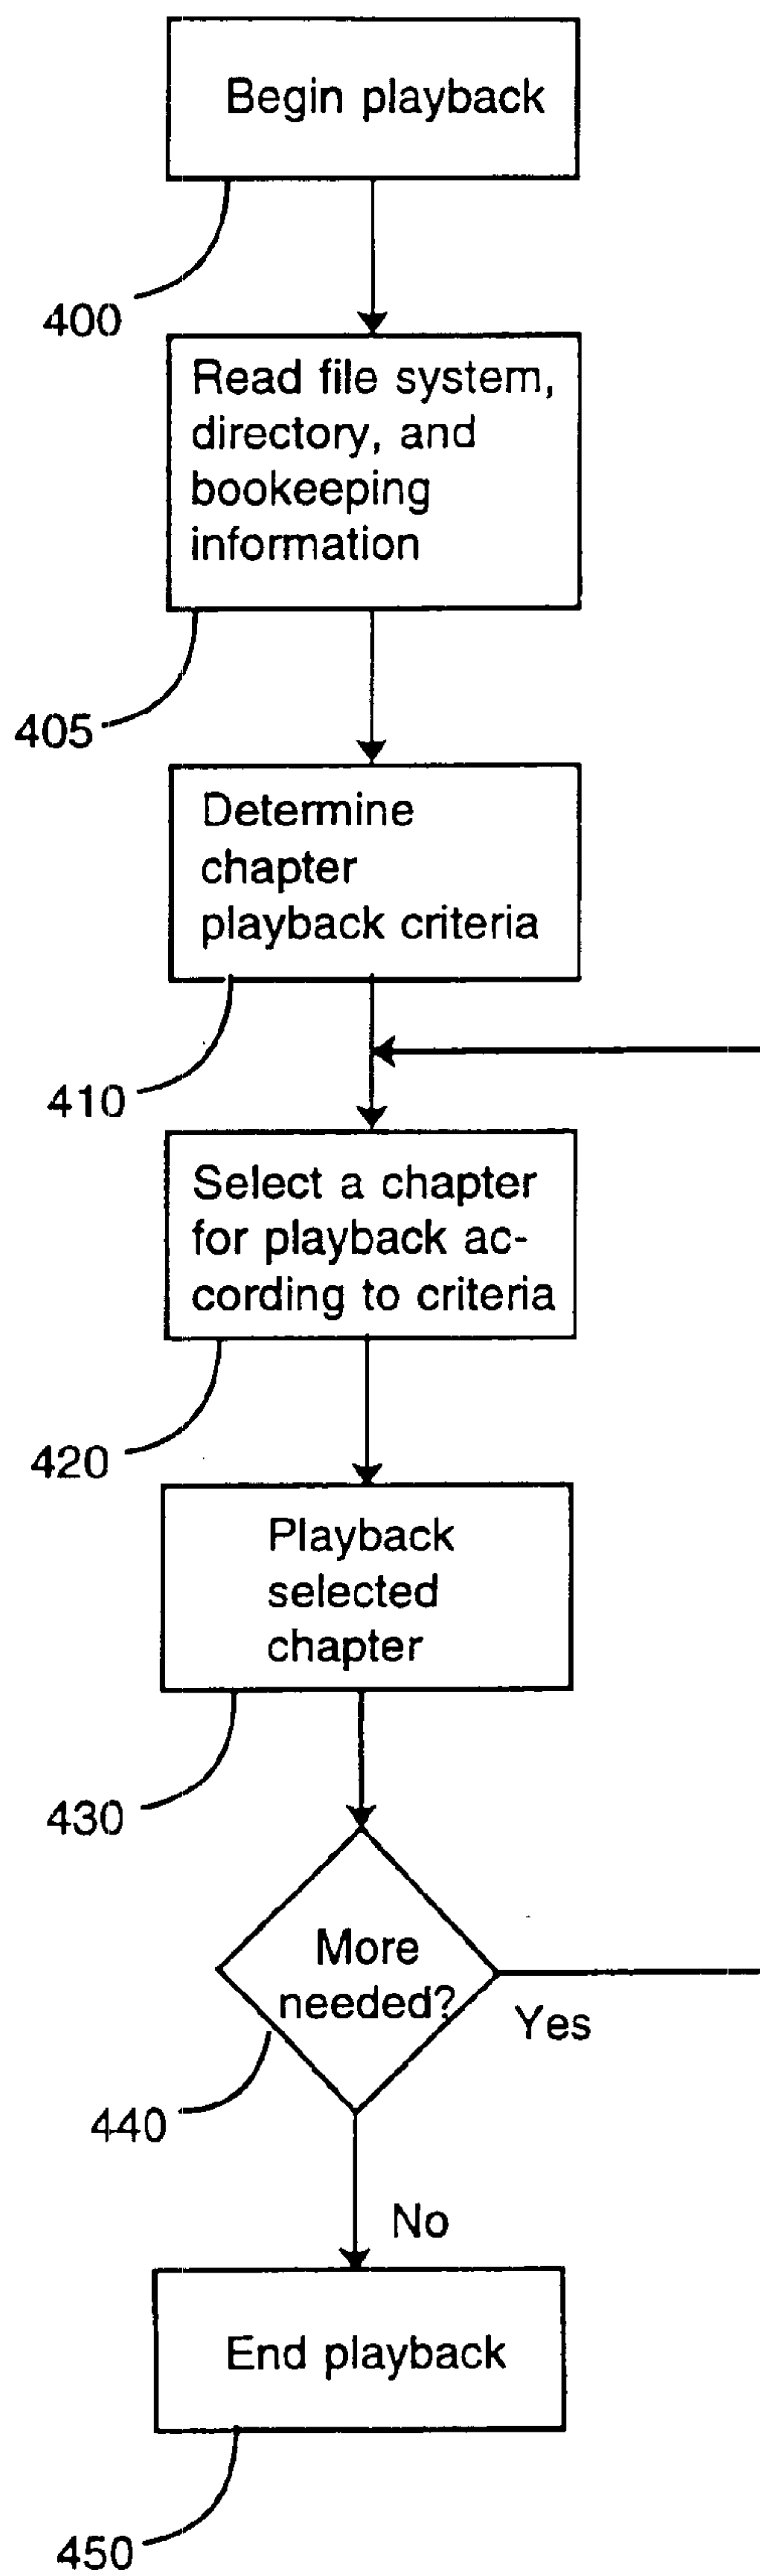 Begin playback
400
Read file system,
directory, and
bookeeping
information
405
Determine
chapter
playback criteria
410
Select a chapter
for playback ac-
cording to criteria
420
Playback
selected
chapter
430
More
needed?
Yes
440
No
End playback
450